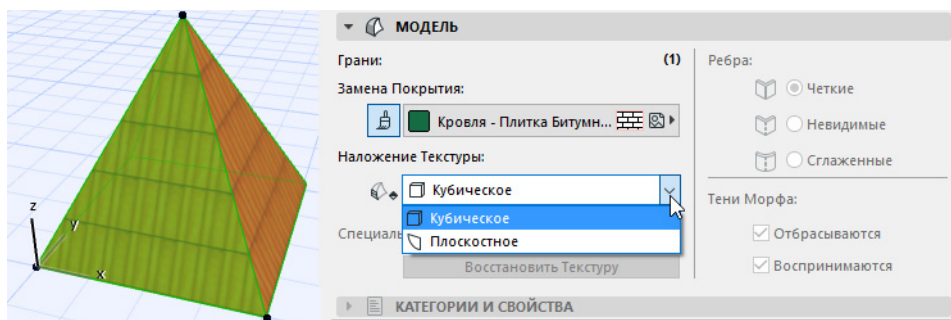 МОДЕЛЬ
Грани: (1)
Замена Покрытия:
Кровля - Плитка Битумн...
Наложение Текстуры:
Кубическое
Кубическое
Плоскостное
Специаль
Восстановить Текстуру
Ребра:
Четкие
Невидимые
Сглаженные
Тени Морфа:
Отбрасываются
Воспринимаются
КАТЕГОРИИ И СВОЙСТВА
z
y
x